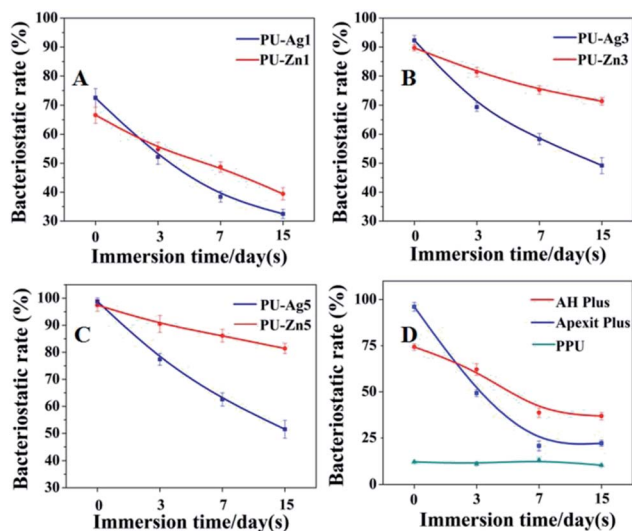 A
PU-Ag1
PU-Zn1
Bacteriostatic rate (%)
100
90
80
70
60
50
40
30
0 3 7 15
Immersion time/day(s)
B
PU-Ag3
PU-Zn3
Bacteriostatic rate (%)
100
90
80
70
60
50
40
30
0 3 7 15
Immersion time/day(s)
C
PU-Ag5
PU-Zn5
Bacteriostatic rate (%)
100
90
80
70
60
50
40
30
0 3 7 15
Immersion time/day(s)
D
AH Plus
Apexit Plus
PPU
Bacteriostatic rate (%)
100
75
50
25
0
0 3 7 15
Immersion time/day(s)